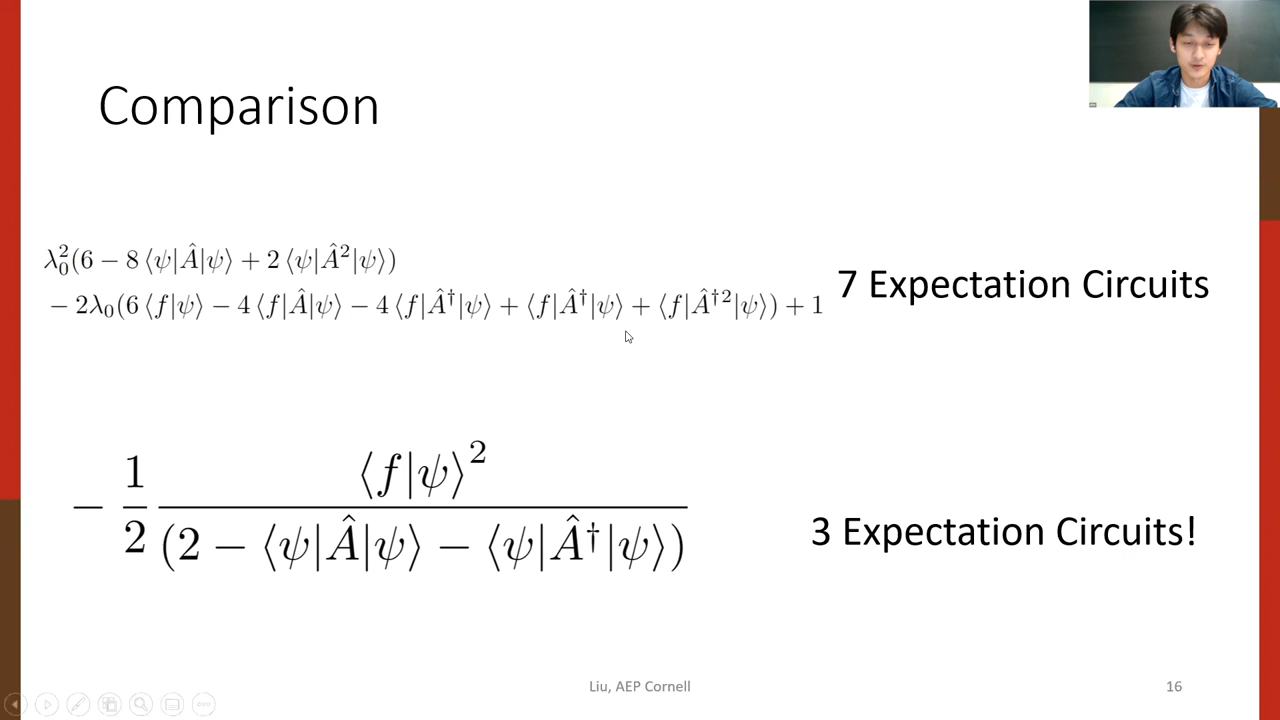 Comparison
λ₀²(6 − 8⟨ψ|Â|ψ⟩ + 2⟨ψ|Â²|ψ⟩)
− 2λ₀(6⟨f|ψ⟩ − 4⟨f|Â|ψ⟩ − 4⟨f|Â†|ψ⟩ + ⟨f|Â†|ψ⟩ + ⟨f|Â†²|ψ⟩) + 1
7 Expectation Circuits
− 1/2 ⟨f|ψ⟩² / (2 − ⟨ψ|Â|ψ⟩ − ⟨ψ|Â†|ψ⟩)
3 Expectation Circuits!
Liu, AEP Cornell
16